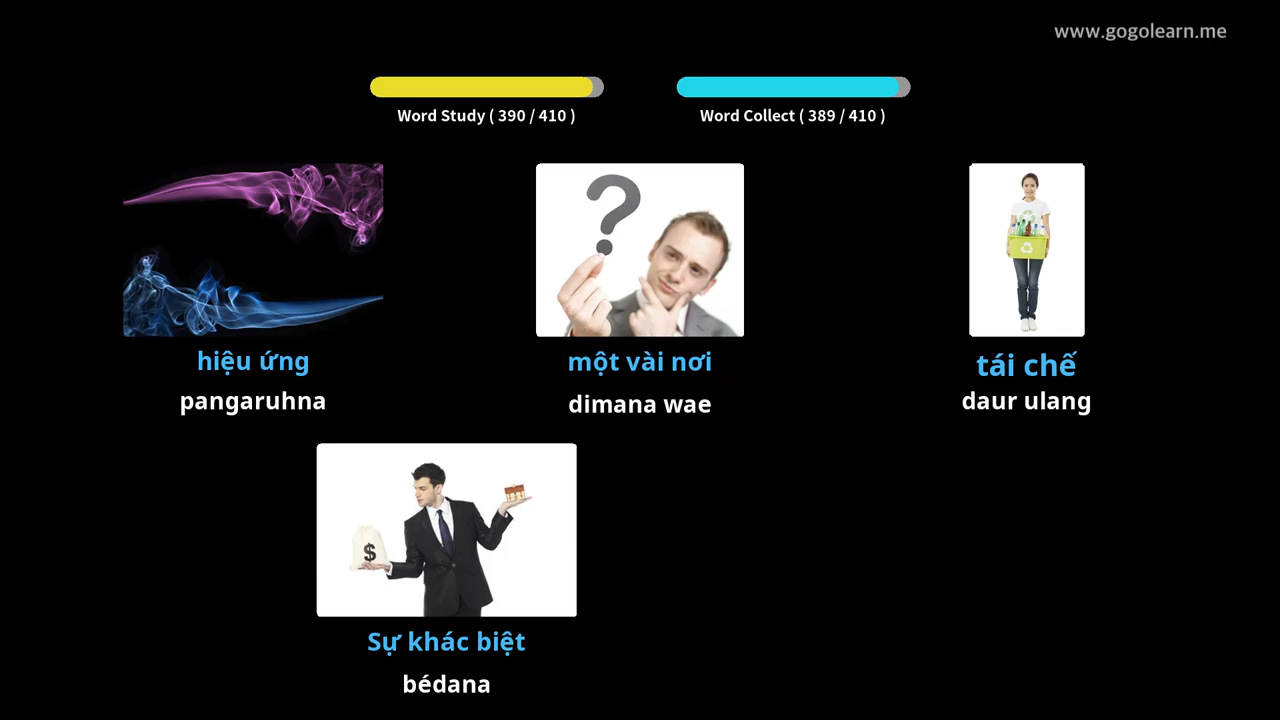 www.gogolearn.me
Word Study ( 390 / 410 )
Word Collect ( 389 / 410 )
hiệu ứng
pangaruhna
một vài nơi
dimana wae
tái chế
daur ulang
$
Sự khác biệt
bédana